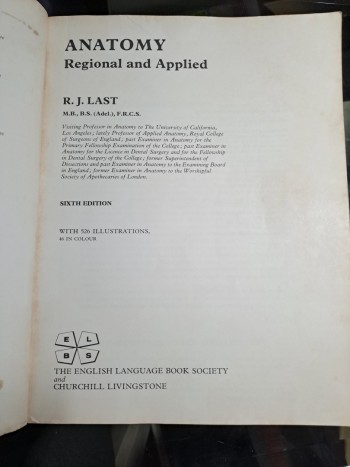 ANATOMY
Regional and Applied
R. J. LAST
M.B., B.S. (Adel.), F.R.C.S.
Visiting Professor in Anatomy to The University of California,
Los Angeles; lately Professor of Applied Anatomy, Royal College
of Surgeons of England; past Examiner in Anatomy for the
Primary Fellowship Examination of the College; past Examiner in
Anatomy for the Licence in Dental Surgery and for the Fellowship
in Dental Surgery of the College; former Superintendent of
Dissections and past Examiner in Anatomy to the Examining Board
in England; former Examiner in Anatomy to the Worshipful
Society of Apothecaries of London.
SIXTH EDITION
WITH 526 ILLUSTRATIONS,
46 IN COLOUR
E L
B S
THE ENGLISH LANGUAGE BOOK SOCIETY
and
CHURCHILL LIVINGSTONE